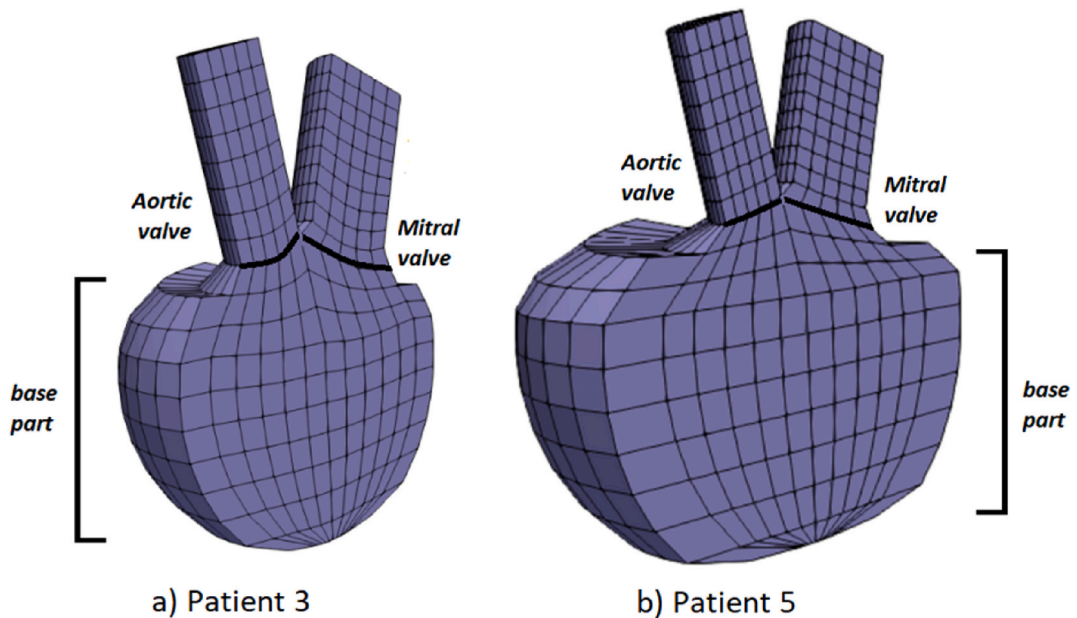 Aortic
valve
Mitral
valve
base
part
a) Patient 3
Aortic
valve
Mitral
valve
base
part
b) Patient 5